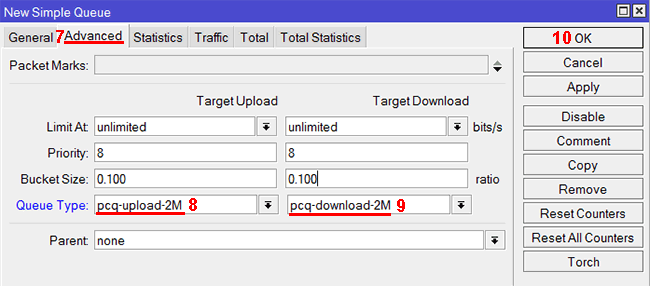 New Simple Queue
General 7 Advanced Statistics Traffic Total Total Statistics
10 OK
Packet Marks:
Cancel
Apply
Target Upload Target Download
Limit At: unlimited unlimited bits/s
Disable
Priority: 8 8
Comment
Bucket Size: 0.100 0.100 ratio
Copy
Queue Type: pcq-upload-2M 8 pcq-download-2M 9
Remove
Reset Counters
Parent: none
Reset All Counters
Torch